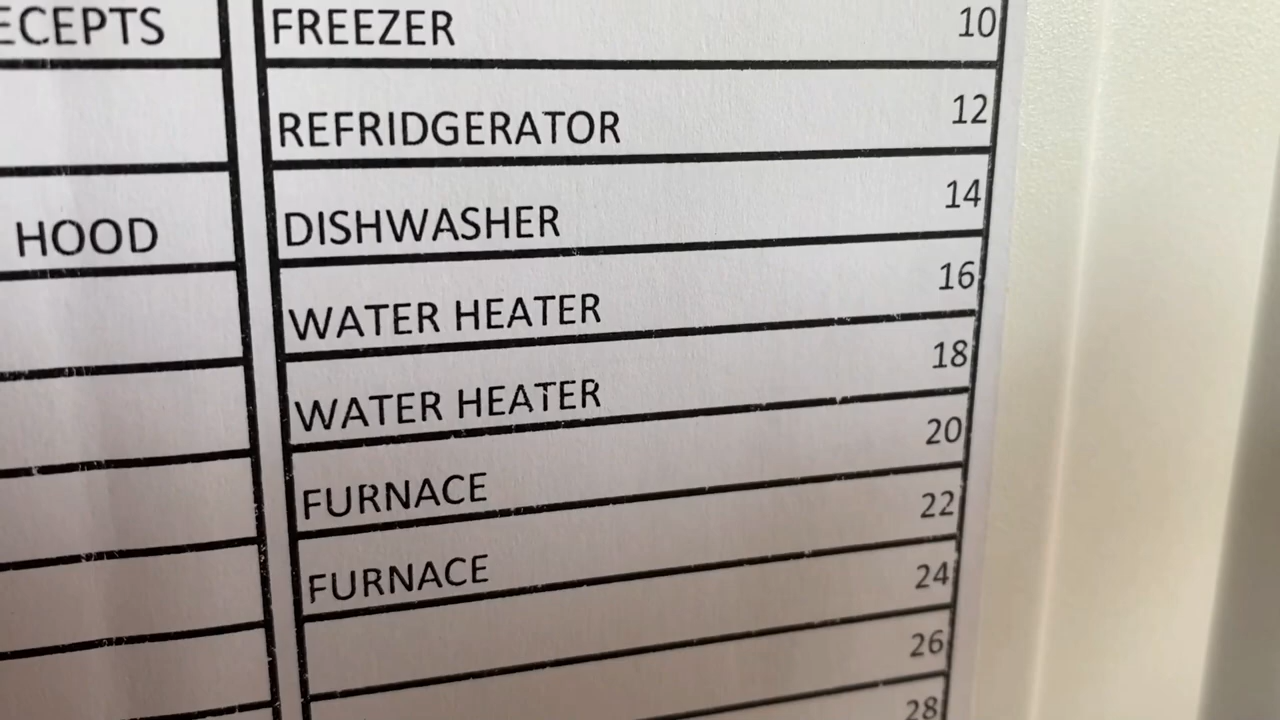 ECEPTS FREEZER 10
REFRIDGERATOR 12
HOOD DISHWASHER 14
WATER HEATER 16
WATER HEATER 18
FURNACE 20
FURNACE 22
24
26
28